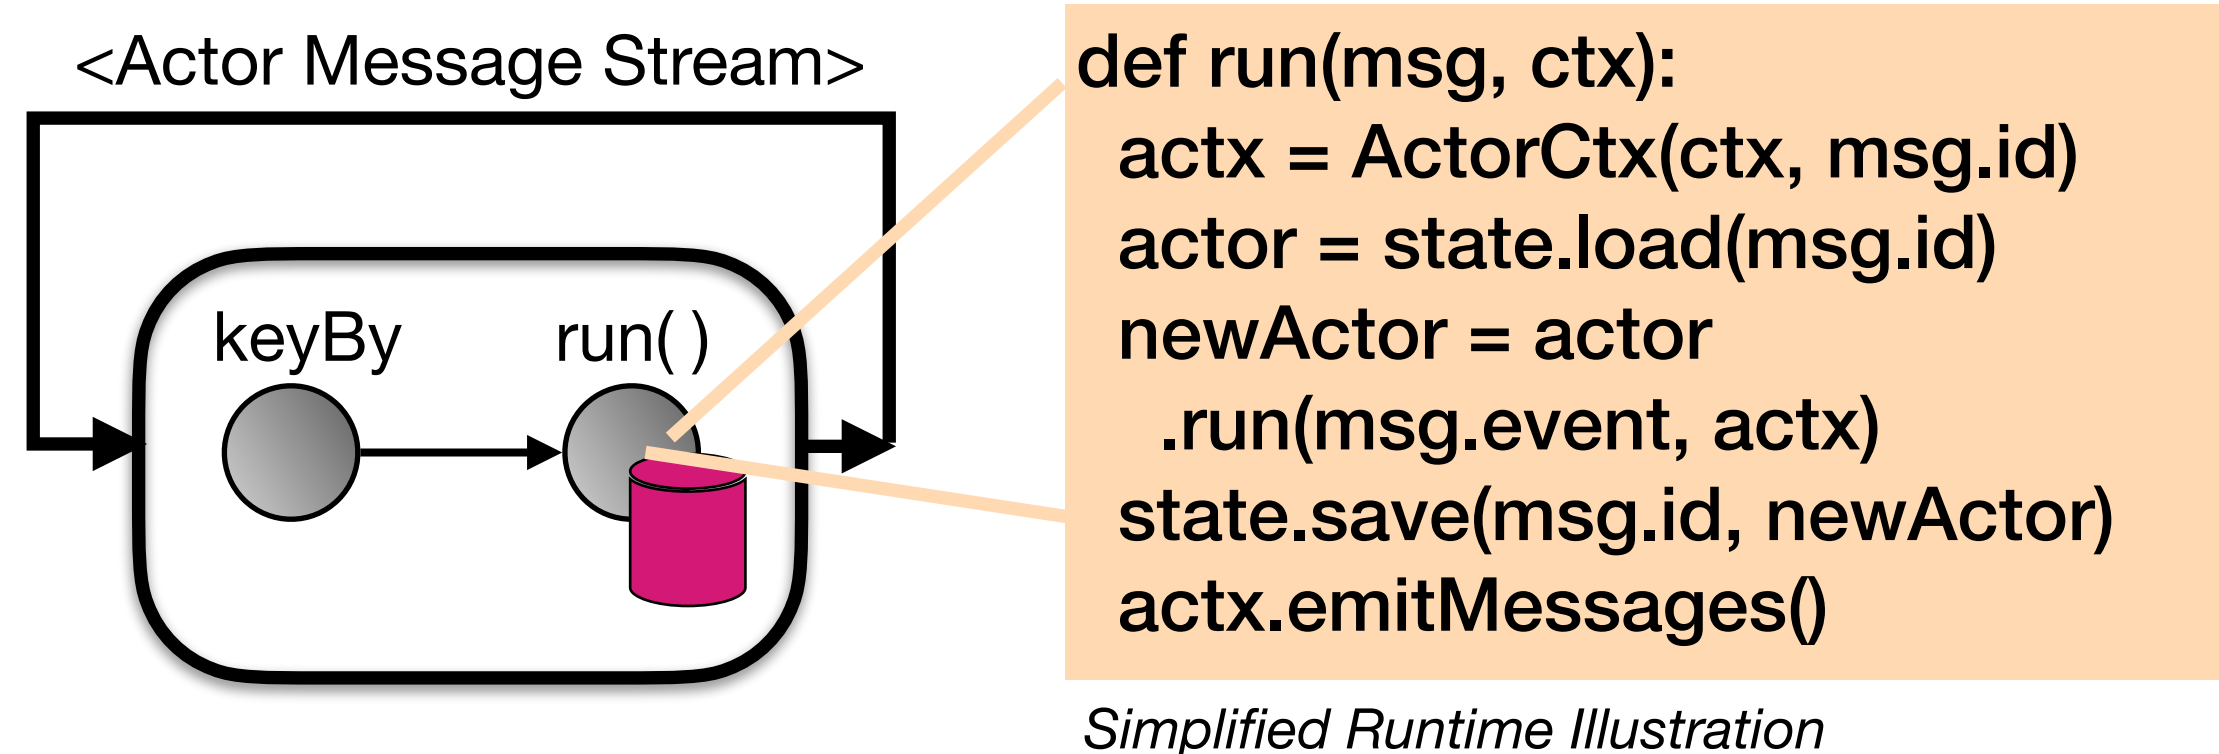 <Actor Message Stream>
keyBy
run( )
def run(msg, ctx):
actx = ActorCtx(ctx, msg.id)
actor = state.load(msg.id)
newActor = actor
.run(msg.event, actx)
state.save(msg.id, newActor)
actx.emitMessages()
Simplified Runtime Illustration